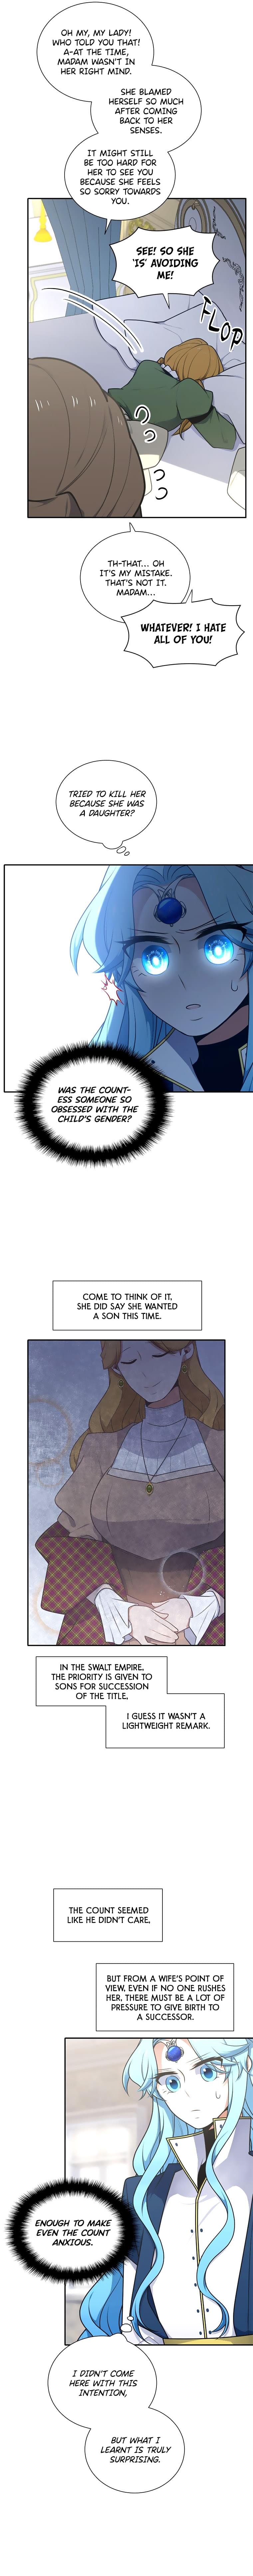 OH MY, MY LADY!
WHO TOLD YOU THAT!
A-AT THE TIME,
MADAM WASN'T IN
HER RIGHT MIND.
SHE BLAMED
HERSELF SO MUCH
AFTER COMING
BACK TO HER
SENSES.
IT MIGHT STILL
BE TOO HARD FOR
HER TO SEE YOU
BECAUSE SHE FEELS
SO SORRY TOWARDS
YOU.
SEE! SO SHE
'IS' AVOIDING
ME!
FLOP
TH-THAT... OH
IT'S MY MISTAKE.
THAT'S NOT IT.
MADAM...
WHATEVER! I HATE
ALL OF YOU!
TRIED TO KILL HER
BECAUSE SHE WAS
A DAUGHTER?
WAS THE COUNT-
ESS SOMEONE SO
OBSESSED WITH THE
CHILD'S GENDER?
COME TO THINK OF IT,
SHE DID SAY SHE WANTED
A SON THIS TIME.
IN THE SWALT EMPIRE,
THE PRIORITY IS GIVEN TO
SONS FOR SUCCESSION
OF THE TITLE,
I GUESS IT WASN'T A
LIGHTWEIGHT REMARK.
THE COUNT SEEMED
LIKE HE DIDN'T CARE,
BUT FROM A WIFE'S POINT OF
VIEW, EVEN IF NO ONE RUSHES
HER, THERE MUST BE A LOT OF
PRESSURE TO GIVE BIRTH TO
A SUCCESSOR.
ENOUGH TO MAKE
EVEN THE COUNT
ANXIOUS.
I DIDN'T COME
HERE WITH THIS
INTENTION,
BUT WHAT I
LEARNT IS TRULY
SURPRISING.